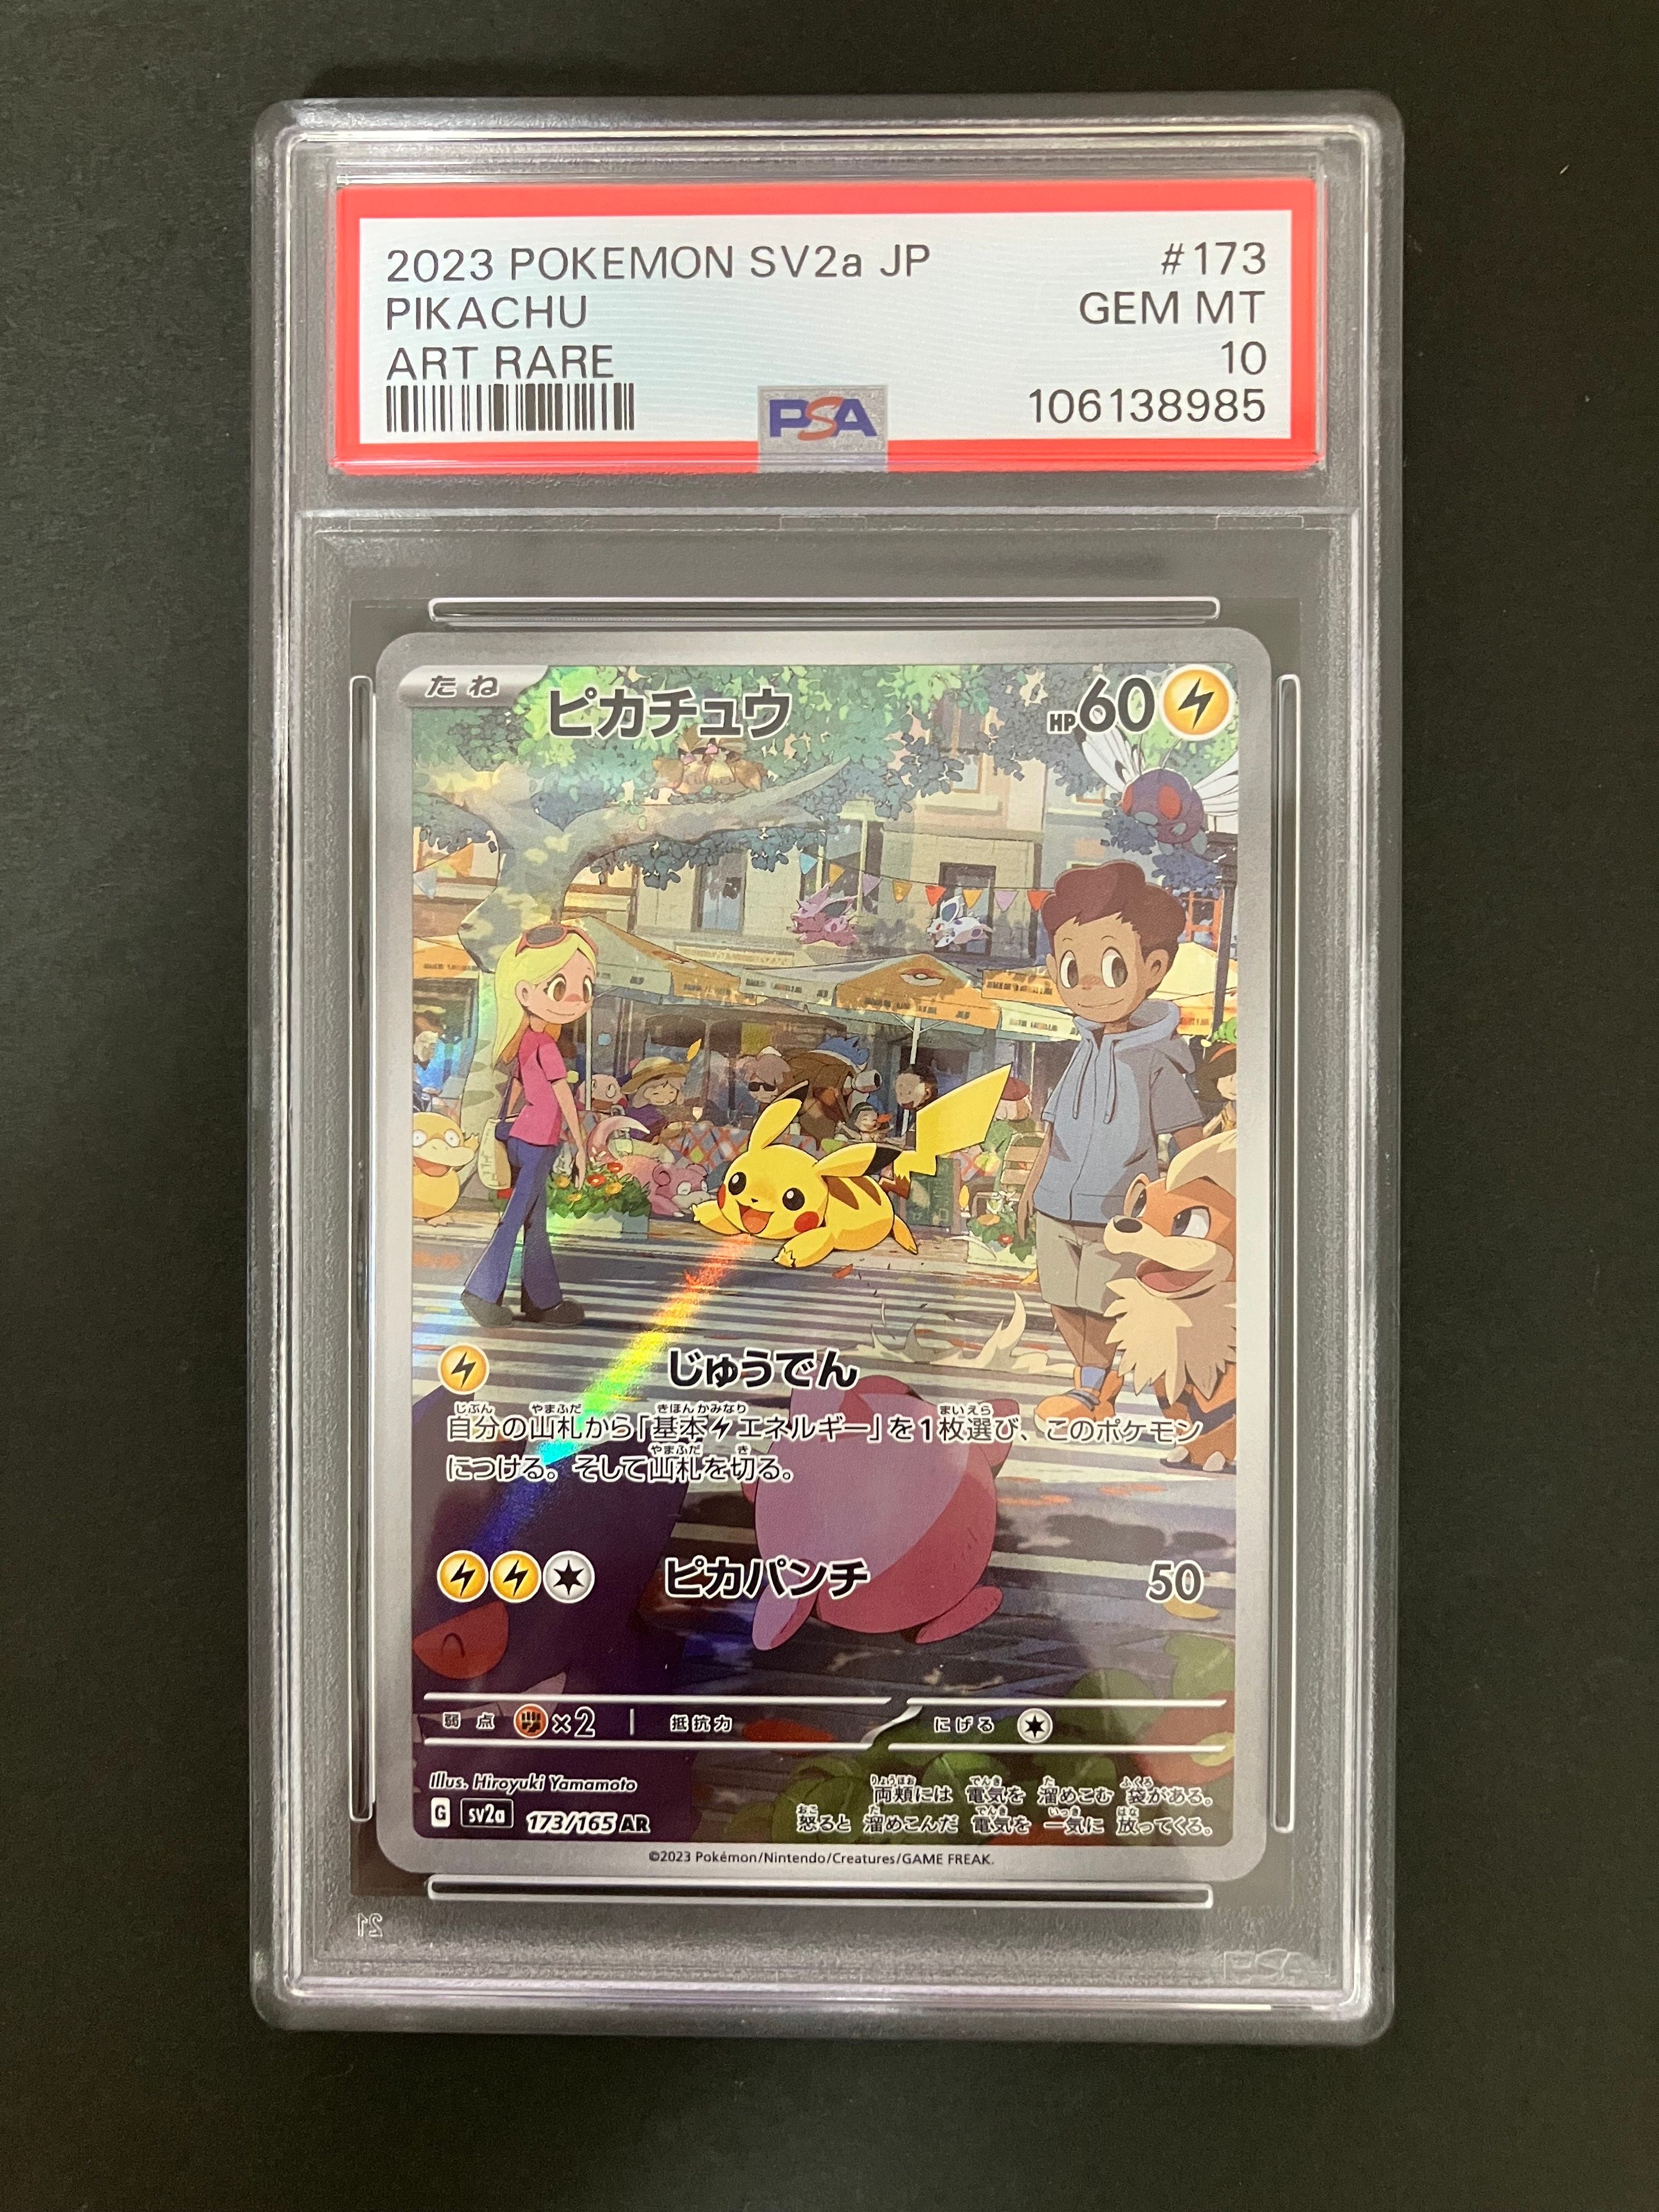 2023 POKEMON SV2a JP #173
PIKACHU GEM MT
ART RARE 10
106138985
PSA
たね ピカチュウ HP60
じゅうでん
自分の山札から「基本エネルギー」を1枚選び、このポケモン
につける。そして山札を切る。
ピカパンチ 50
弱点 ×2 抵抗力 にげる
Illus. Hiroyuki Yamamoto
両頬には 電気を 溜めこむ 袋がある。
怒ると 溜めこんだ 電気を 一気に 放ってくる。
G sv2a 173/165 AR
©2023 Pokémon/Nintendo/Creatures/GAME FREAK.
21
PSA